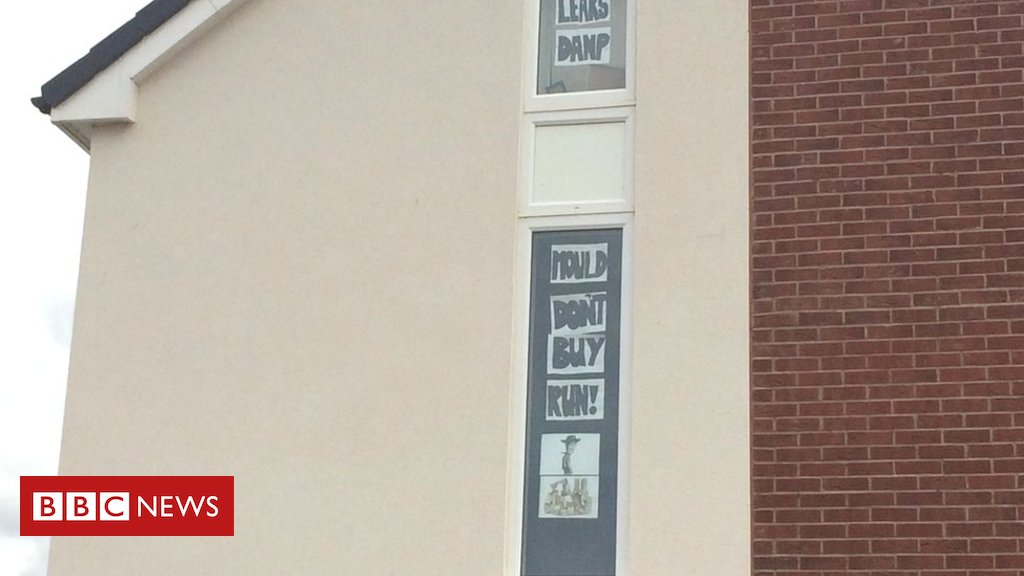 LEAKS
DAMP
MOULD
DON'T
BUY
RUN!
BBC NEWS